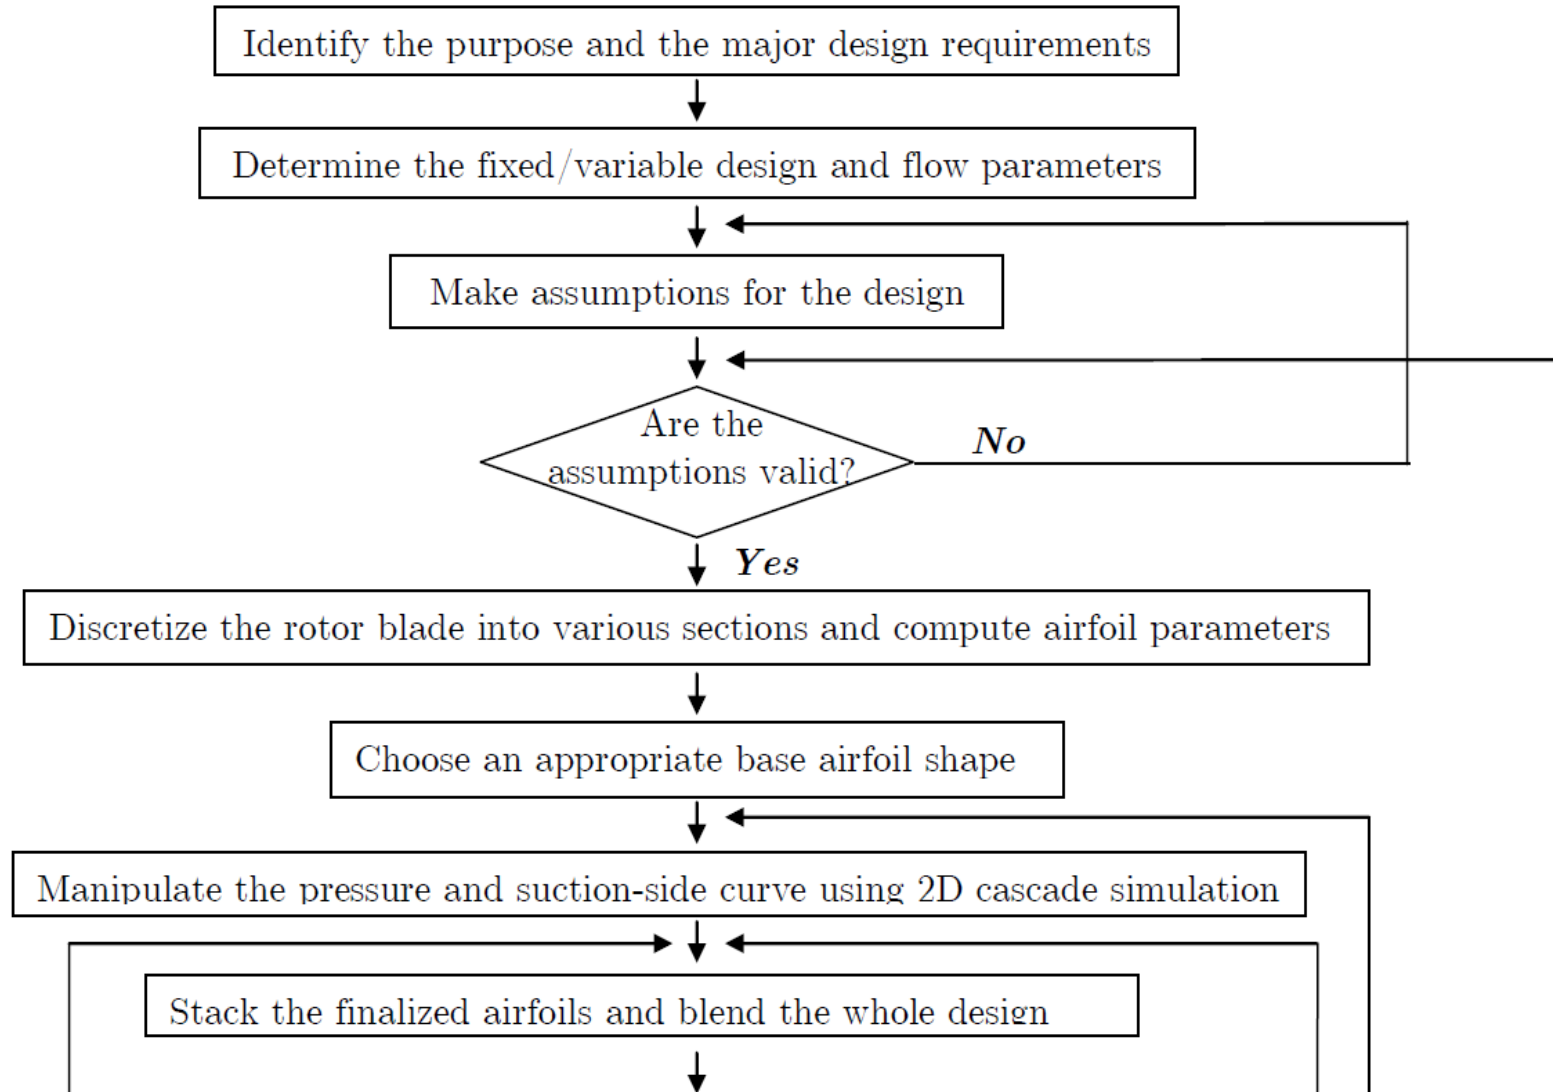 Identify the purpose and the major design requirements
Determine the fixed/variable design and flow parameters
Make assumptions for the design
Are the
assumptions valid?
No
Yes
Discretize the rotor blade into various sections and compute airfoil parameters
Choose an appropriate base airfoil shape
Manipulate the pressure and suction-side curve using 2D cascade simulation
Stack the finalized airfoils and blend the whole design